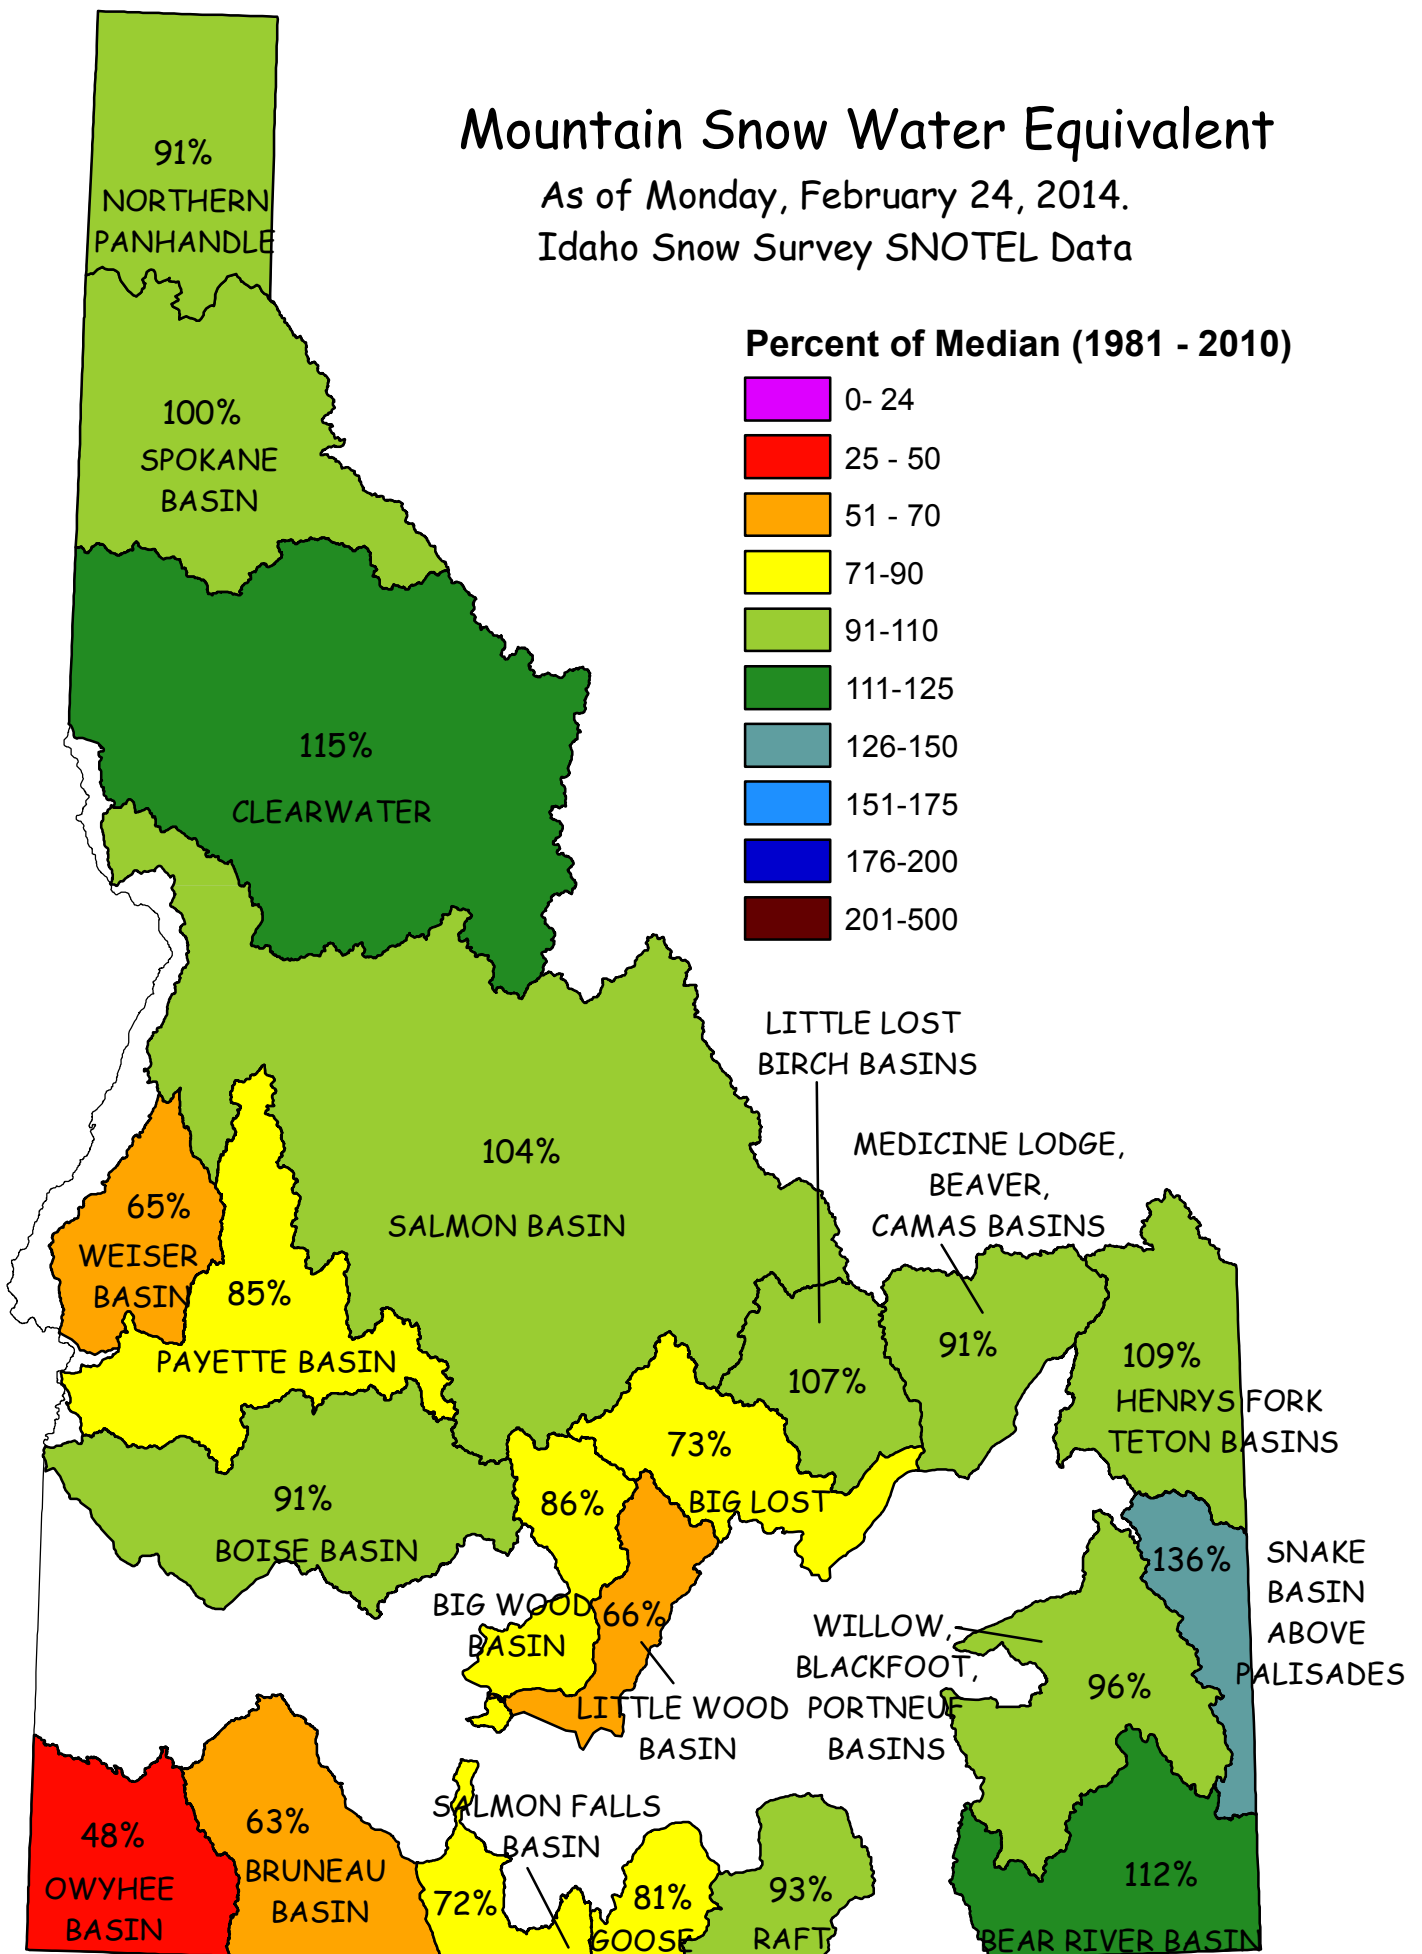 Mountain Snow Water Equivalent
As of Monday, February 24, 2014.
Idaho Snow Survey SNOTEL Data
Percent of Median (1981 - 2010)
0- 24
25 - 50
51 - 70
71-90
91-110
111-125
126-150
151-175
176-200
201-500
91%
NORTHERN
PANHANDLE
100%
SPOKANE
BASIN
115%
CLEARWATER
LITTLE LOST
BIRCH BASINS
MEDICINE LODGE,
BEAVER,
CAMAS BASINS
104%
SALMON BASIN
65%
WEISER
BASIN
85%
PAYETTE BASIN
107%
91%
109%
HENRYS FORK
TETON BASINS
73%
BIG LOST
86%
BIG WOOD
BASIN
91%
BOISE BASIN
66%
LITTLE WOOD
BASIN
136%
SNAKE
BASIN
ABOVE
PALISADES
WILLOW,
BLACKFOOT,
PORTNEUF
BASINS
96%
48%
OWYHEE
BASIN
63%
BRUNEAU
BASIN
SALMON FALLS
BASIN
72%
81%
GOOSE
93%
RAFT
112%
BEAR RIVER BASIN